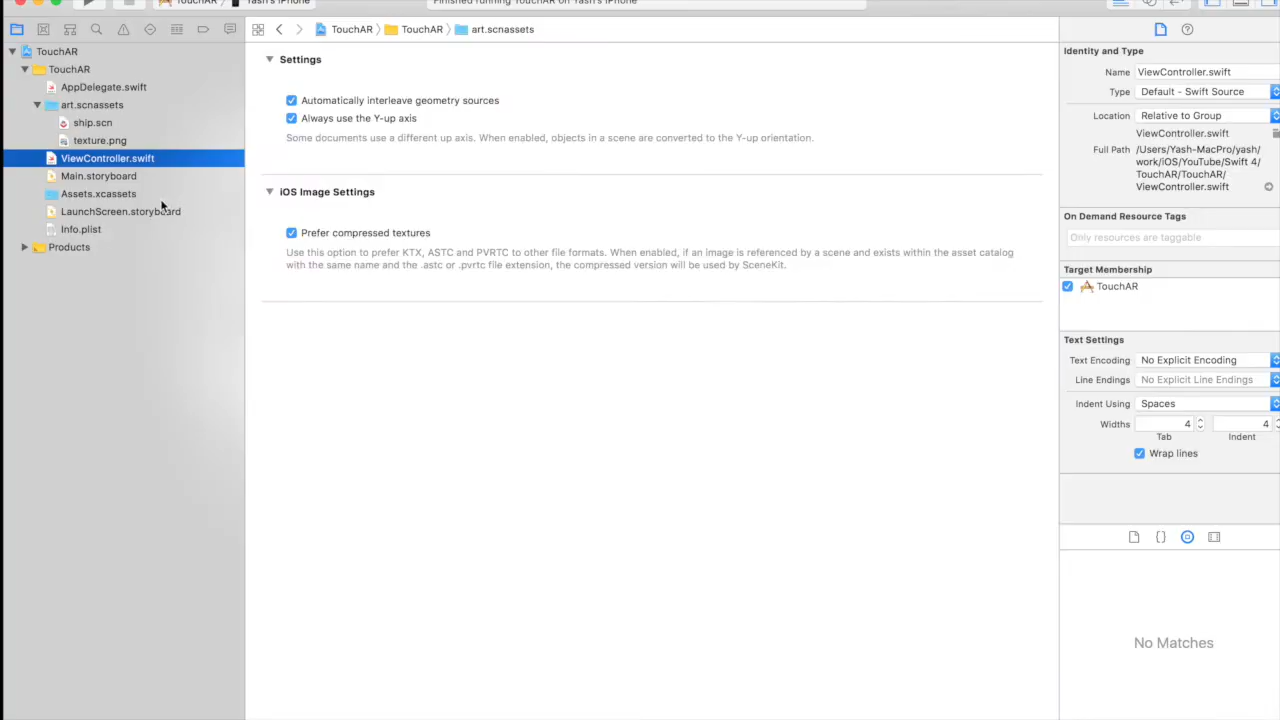 TouchAR
Yash's iPhone
Finished running TouchAR on Yash's iPhone
TouchAR
TouchAR
AppDelegate.swift
art.scnassets
ship.scn
texture.png
ViewController.swift
Main.storyboard
Assets.xcassets
LaunchScreen.storyboard
Info.plist
Products
TouchAR
TouchAR
art.scnassets
Settings
Automatically interleave geometry sources
Always use the Y-up axis
Some documents use a different up axis. When enabled, objects in a scene are converted to the Y-up orientation.
iOS Image Settings
Prefer compressed textures
Use this option to prefer KTX, ASTC and PVRTC to other file formats. When enabled, if an image is referenced by a scene and exists within the asset catalog
with the same name and the .astc or .pvrtc file extension, the compressed version will be used by SceneKit.
Identity and Type
Name ViewController.swift
Type Default - Swift Source
Location Relative to Group
ViewController.swift
Full Path /Users/Yash-MacPro/yash/
work/iOS/YouTube/Swift 4/
TouchAR/TouchAR/
ViewController.swift
On Demand Resource Tags
Only resources are taggable
Target Membership
TouchAR
Text Settings
Text Encoding No Explicit Encoding
Line Endings No Explicit Line Endings
Indent Using Spaces
Widths 4 4
Tab Indent
Wrap lines
No Matches